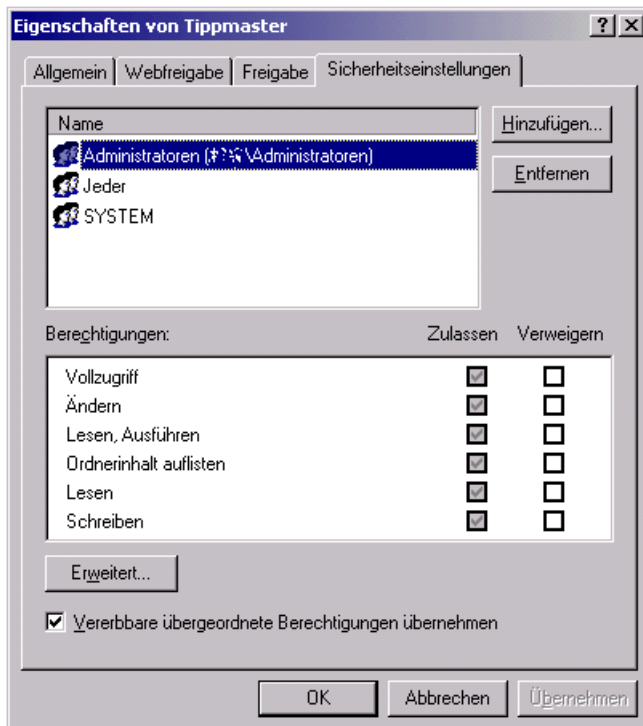 Eigenschaften von Tippmaster
Allgemein Webfreigabe Freigabe Sicherheitseinstellungen
Name
Hinzufügen...
Administratoren ( \Administratoren)
Entfernen
Jeder
SYSTEM
Berechtigungen: Zulassen Verweigern
Vollzugriff
Ändern
Lesen, Ausführen
Ordnerinhalt auflisten
Lesen
Schreiben
Erweitert...
Vererbbare übergeordnete Berechtigungen übernehmen
OK Abbrechen Übernehmen